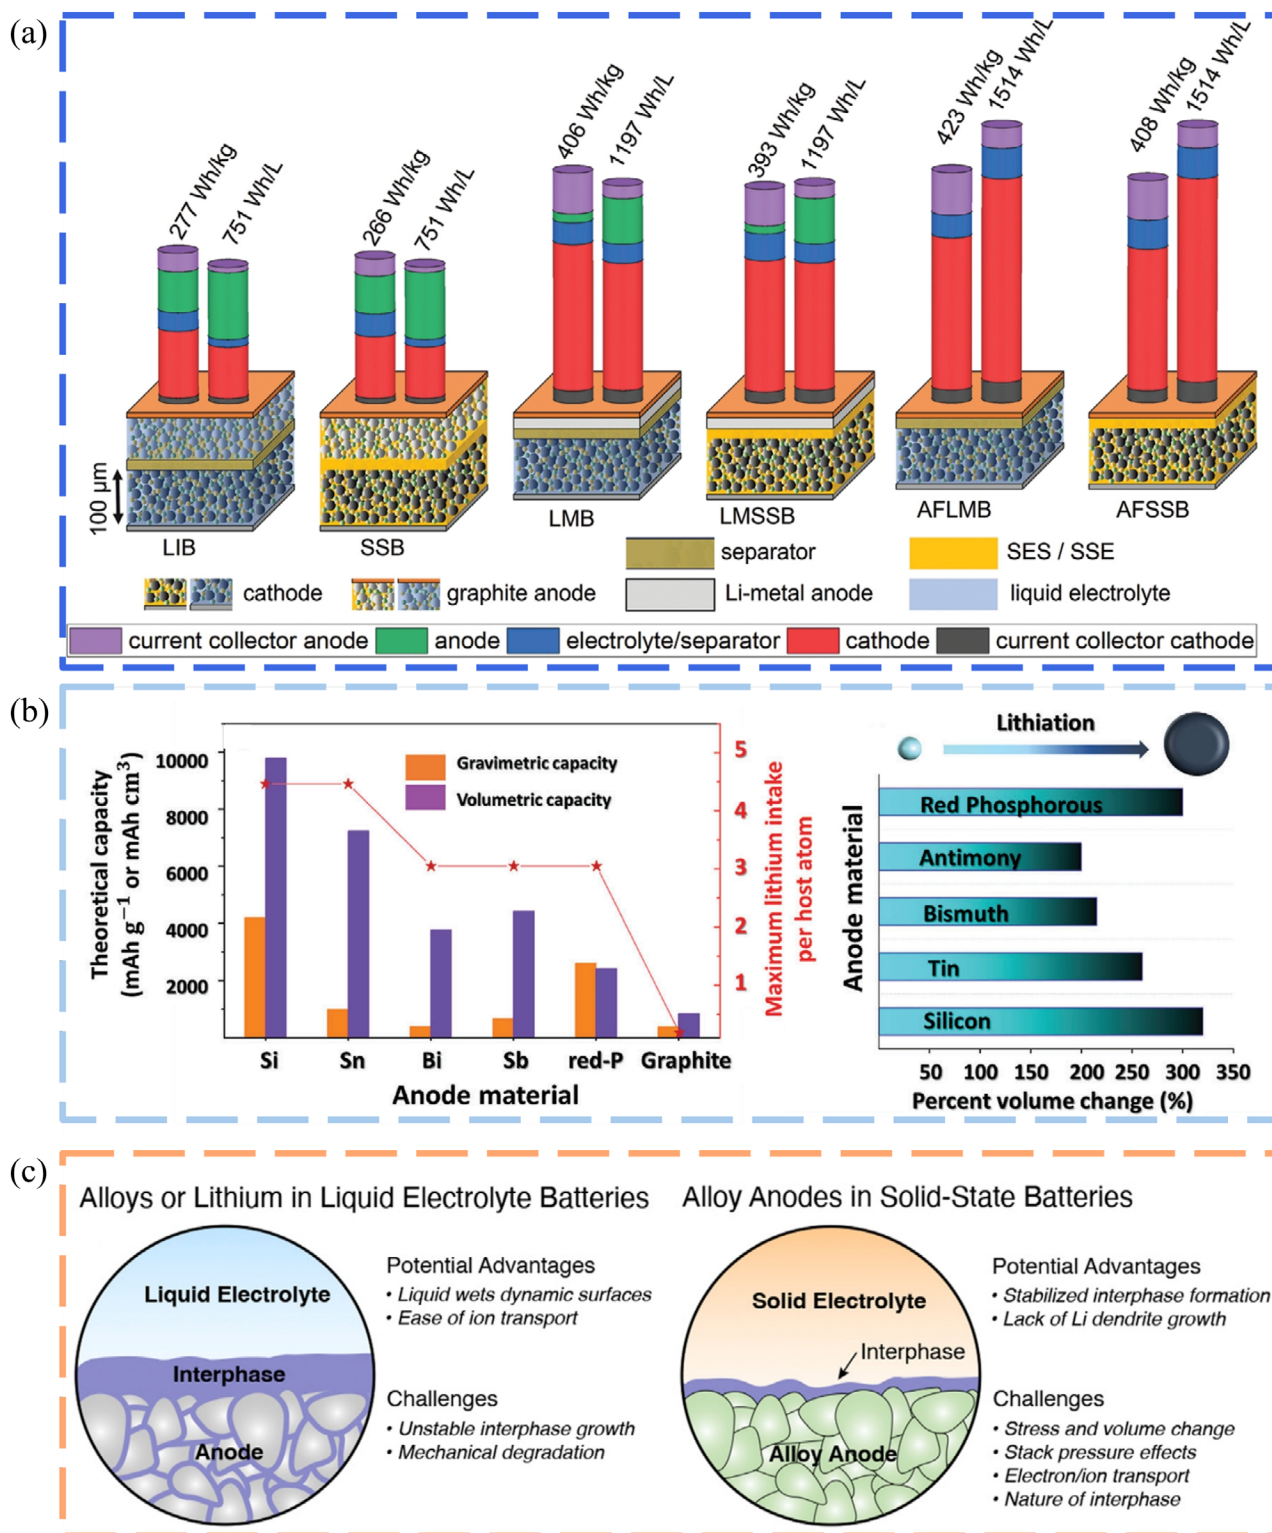 (a)
277 Wh/kg
751 Wh/L
266 Wh/kg
751 Wh/L
406 Wh/kg
1197 Wh/L
393 Wh/kg
1197 Wh/L
423 Wh/kg
1514 Wh/L
408 Wh/kg
1514 Wh/L
100 μm
LIB
SSB
LMB
LMSSB
AFLMB
AFSSB
separator
SES / SSE
cathode
graphite anode
Li-metal anode
liquid electrolyte
current collector anode
anode
electrolyte/separator
cathode
current collector cathode
(b)
Theoretical capacity
(mAh g⁻¹ or mAh cm³)
10000
8000
6000
4000
2000
Gravimetric capacity
Volumetric capacity
5
4
3
2
1
Maximum lithium intake
per host atom
Si
Sn
Bi
Sb
red-P
Graphite
Anode material
Lithiation
Anode material
Red Phosphorous
Antimony
Bismuth
Tin
Silicon
50
100
150
200
250
300
350
Percent volume change (%)
(c)
Alloys or Lithium in Liquid Electrolyte Batteries
Liquid Electrolyte
Interphase
Anode
Potential Advantages
• Liquid wets dynamic surfaces
• Ease of ion transport
Challenges
• Unstable interphase growth
• Mechanical degradation
Alloy Anodes in Solid-State Batteries
Solid Electrolyte
Interphase
Alloy Anode
Potential Advantages
• Stabilized interphase formation
• Lack of Li dendrite growth
Challenges
• Stress and volume change
• Stack pressure effects
• Electron/ion transport
• Nature of interphase